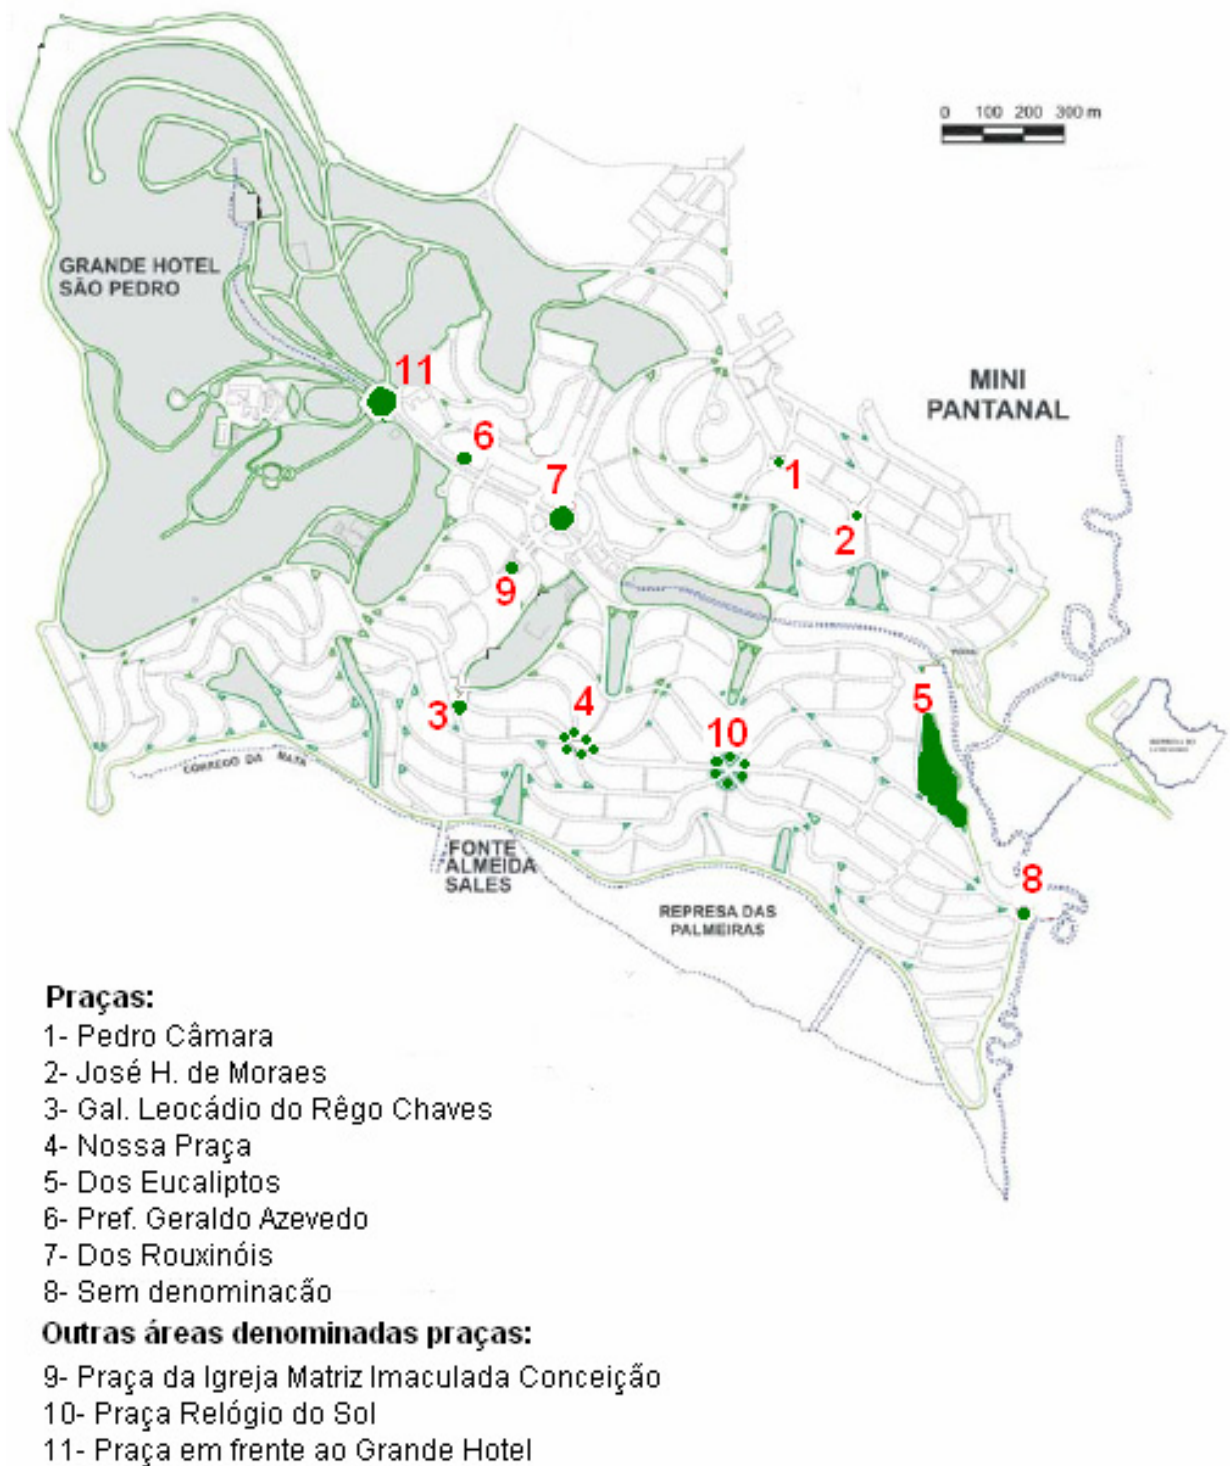 0 100 200 300 m
GRANDE HOTEL
SÃO PEDRO
11
MINI
PANTANAL
6
7
1
2
9
3
4
5
10
CORREGO DA MATA
FONTE
ALMEIDA
SALES
8
REPRESA DAS
PALMEIRAS
Praças:
1- Pedro Câmara
2- José H. de Moraes
3- Gal. Leocádio do Rêgo Chaves
4- Nossa Praça
5- Dos Eucaliptos
6- Pref. Geraldo Azevedo
7- Dos Rouxinóis
8- Sem denominacão
Outras áreas denominadas praças:
9- Praça da Igreja Matriz Imaculada Conceição
10- Praça Relógio do Sol
11- Praça em frente ao Grande Hotel